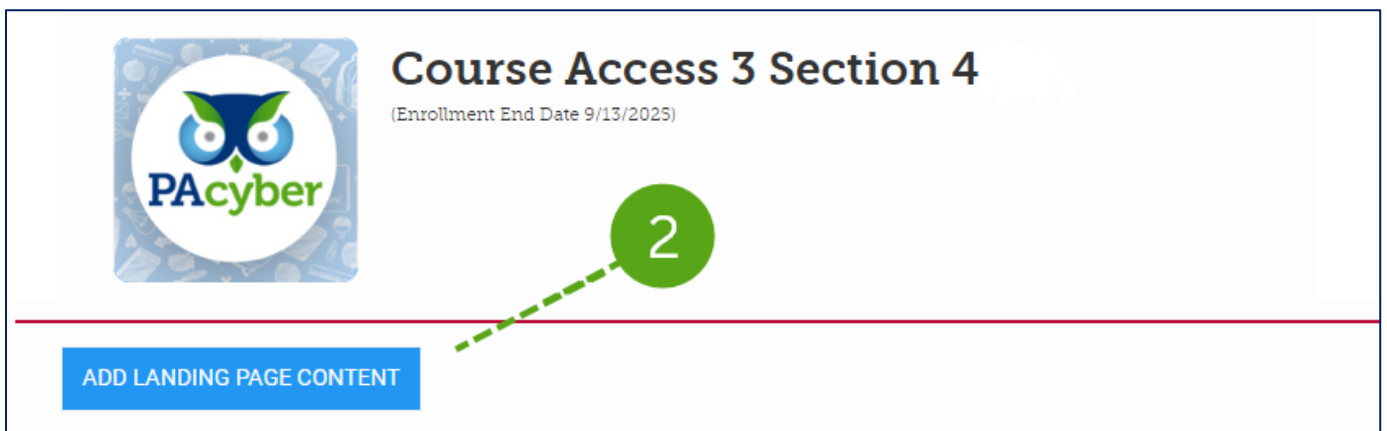 Course Access 3 Section 4
(Enrollment End Date 9/13/2025)
PAcyber
2
ADD LANDING PAGE CONTENT